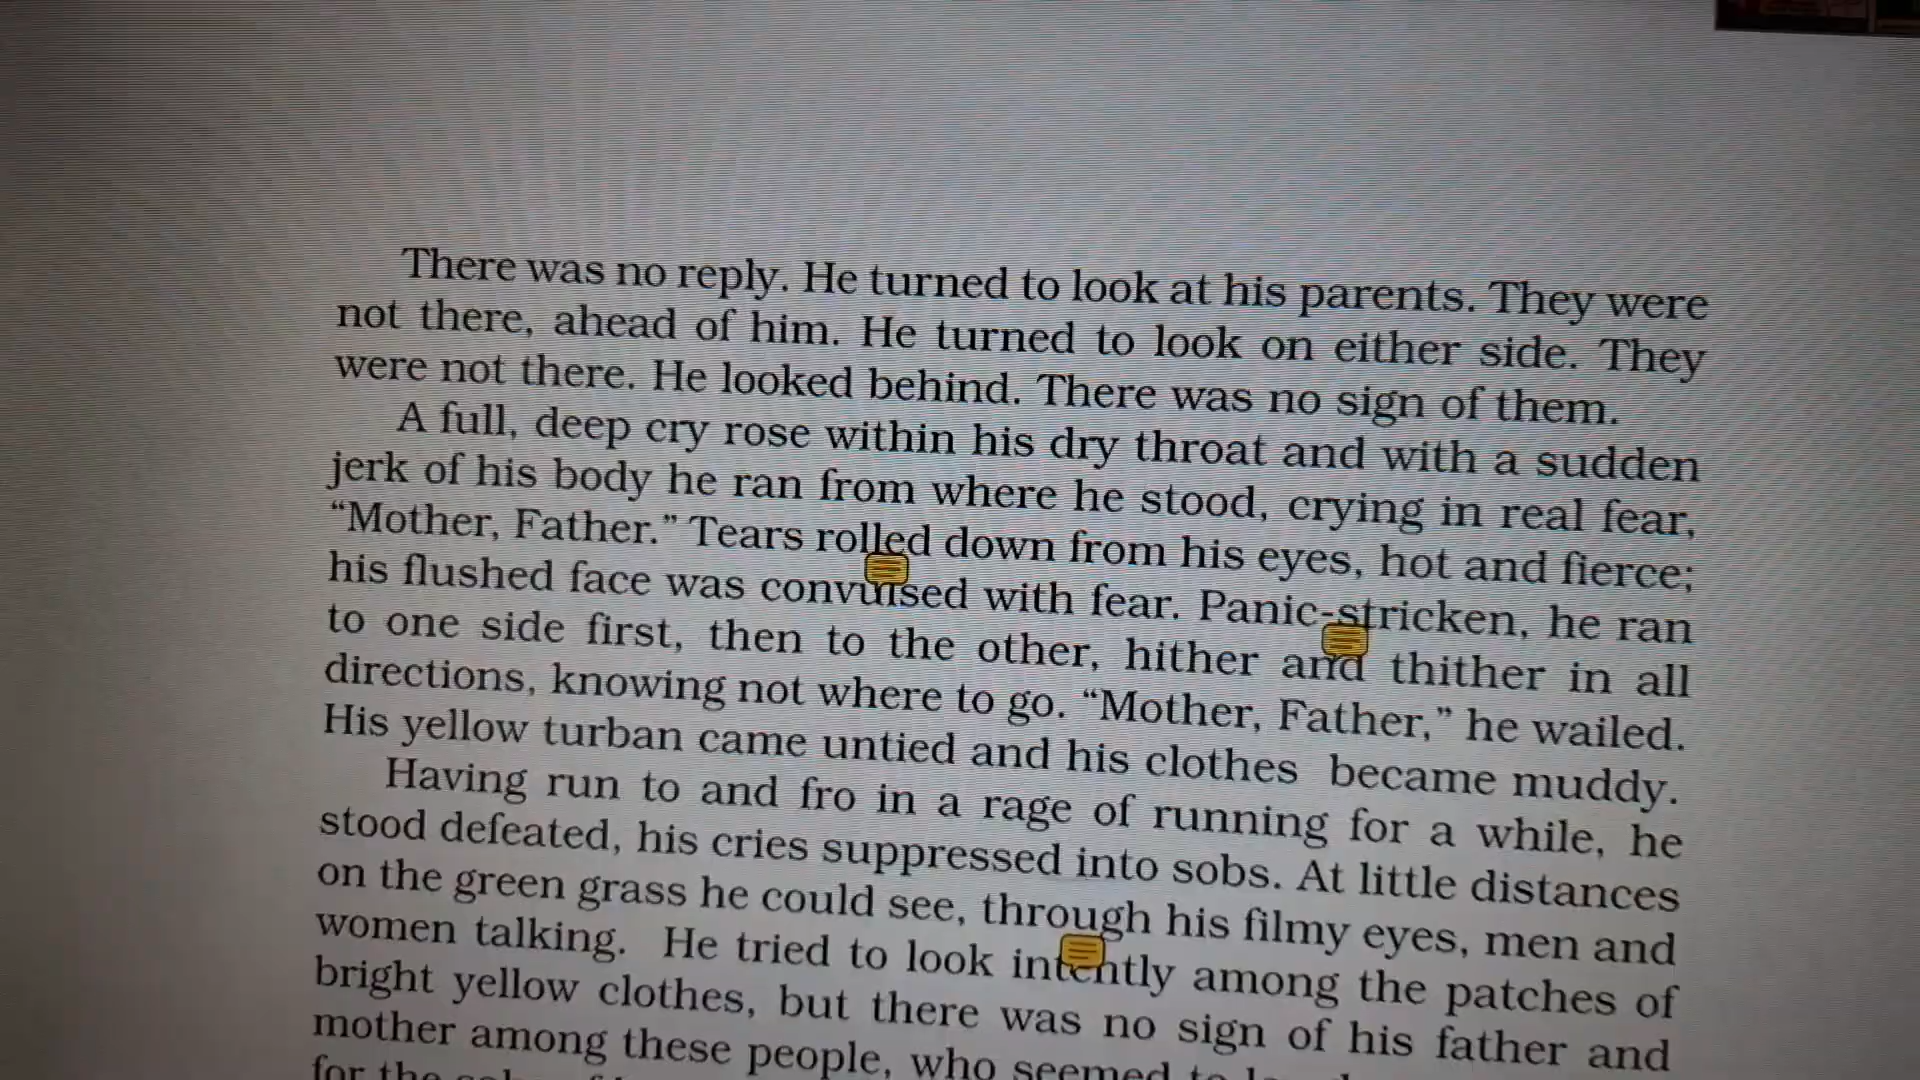 There was no reply. He turned to look at his parents. They were
not there, ahead of him. He turned to look on either side. They
were not there. He looked behind. There was no sign of them.
A full, deep cry rose within his dry throat and with a sudden
jerk of his body he ran from where he stood, crying in real fear,
“Mother, Father.” Tears rolled down from his eyes, hot and fierce;
his flushed face was convulsed with fear. Panic-stricken, he ran
to one side first, then to the other, hither and thither in all
directions, knowing not where to go. “Mother, Father,” he wailed.
His yellow turban came untied and his clothes became muddy.
Having run to and fro in a rage of running for a while, he
stood defeated, his cries suppressed into sobs. At little distances
on the green grass he could see, through his filmy eyes, men and
women talking. He tried to look intently among the patches of
bright yellow clothes, but there was no sign of his father and
mother among these people, who seemed to
for the